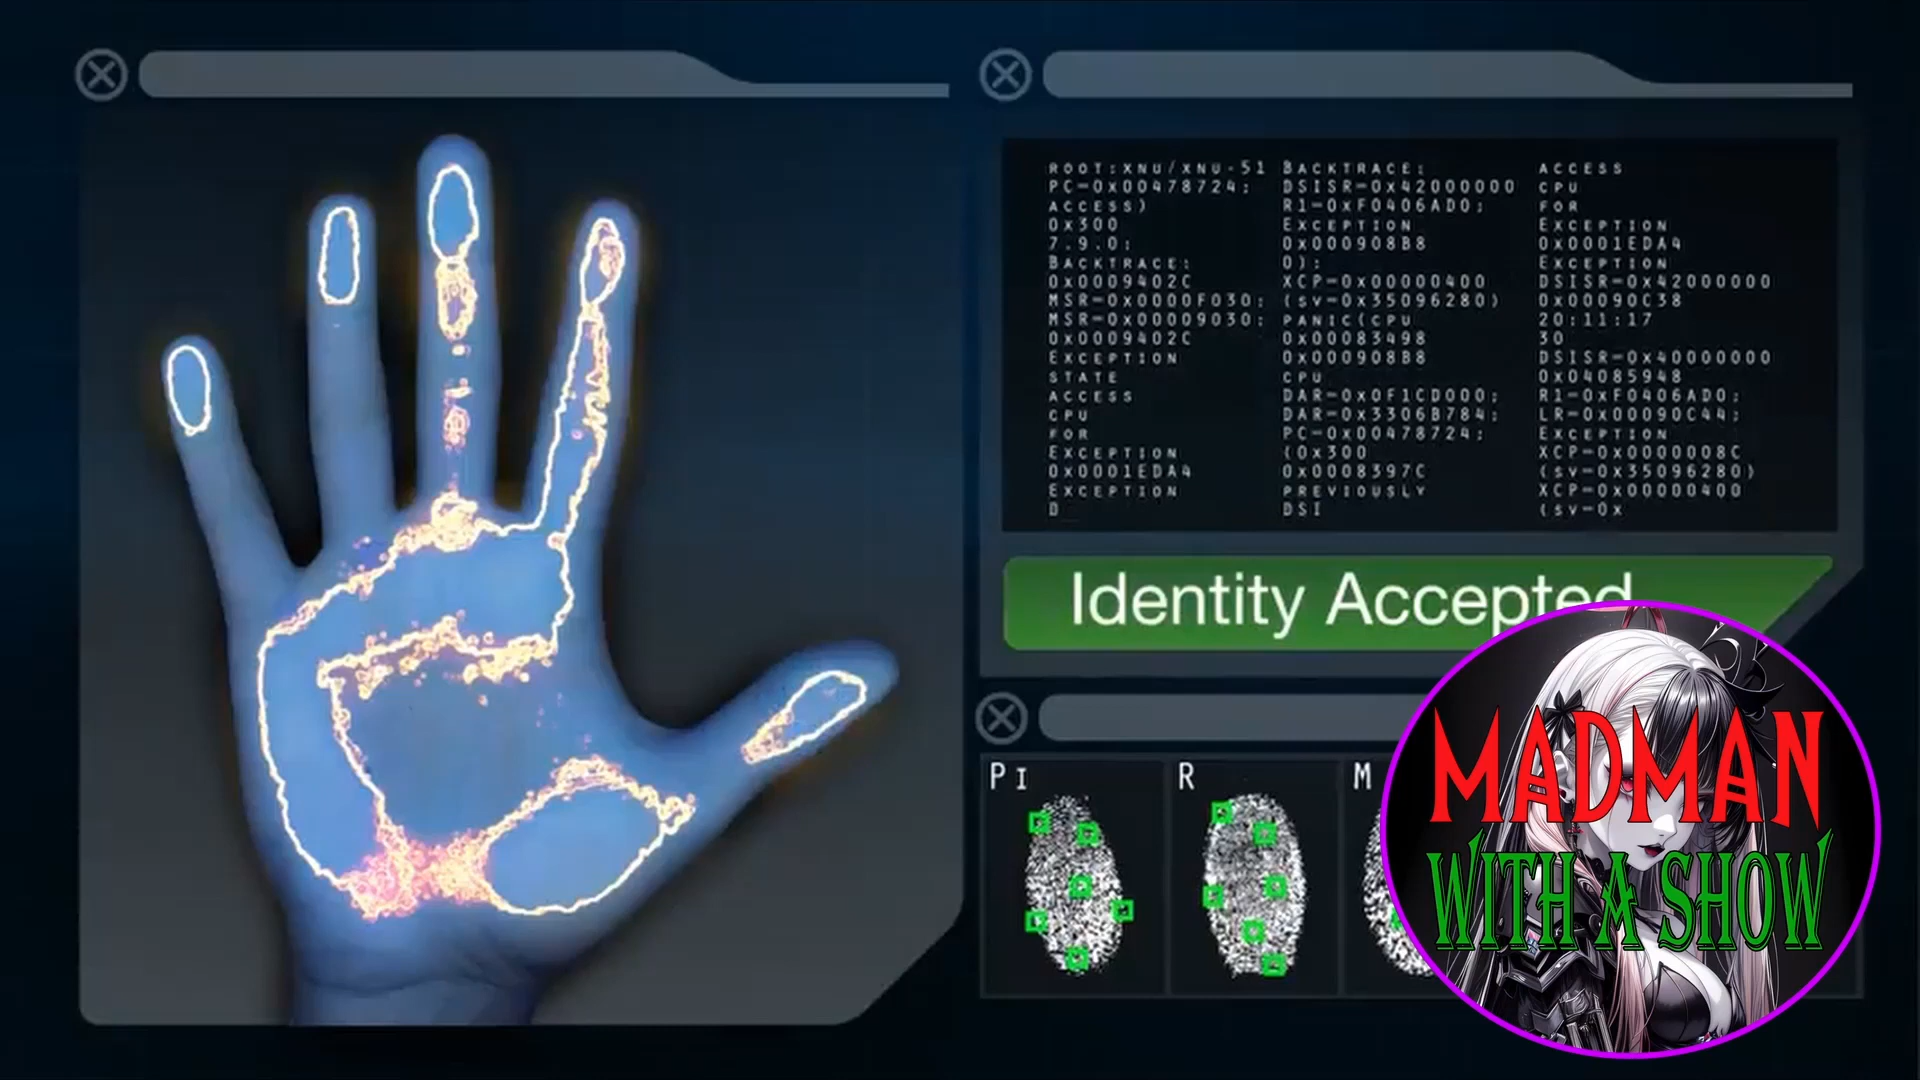 ROOT:XNU/XNU-51
PC-0X00478724;
ACCESS)
0X300
7.9.0:
BACKTRACE:
0X0009402C
MSR-0X0000F030;
MSR-0X00009030;
0X0009402C
EXCEPTION
STATE
ACCESS
CPU
FOR
EXCEPTION
0X0001EDA4
EXCEPTION
D
BACKTRACE:
DSISR-0X42000000
R1-0XF0406AD0;
EXCEPTION
0X000908B8
0):
XCP-0X00000400
(SV-0X35096280)
PANIC(CPU
0X00083498
0X000908B8
CPU
DAR-0X0F1CD000;
DAR-0X3306B784;
PC-0X00478724;
(0X300
0X0008397C
PREVIOUSLY
DSI
ACCESS
CPU
FOR
EXCEPTION
0X0001EDA4
EXCEPTION
DSISR-0X42000000
0X00090C38
20:11:17
30
DSISR-0X40000000
0X04085948
R1-0XF0406AD0;
LR-0X00090C44;
EXCEPTION
XCP-0X0000008C
(SV-0X35096280)
XCP-0X00000400
(SV-0X
Identity Accepted
PI
R
M
MADMAN
WITH A SHOW